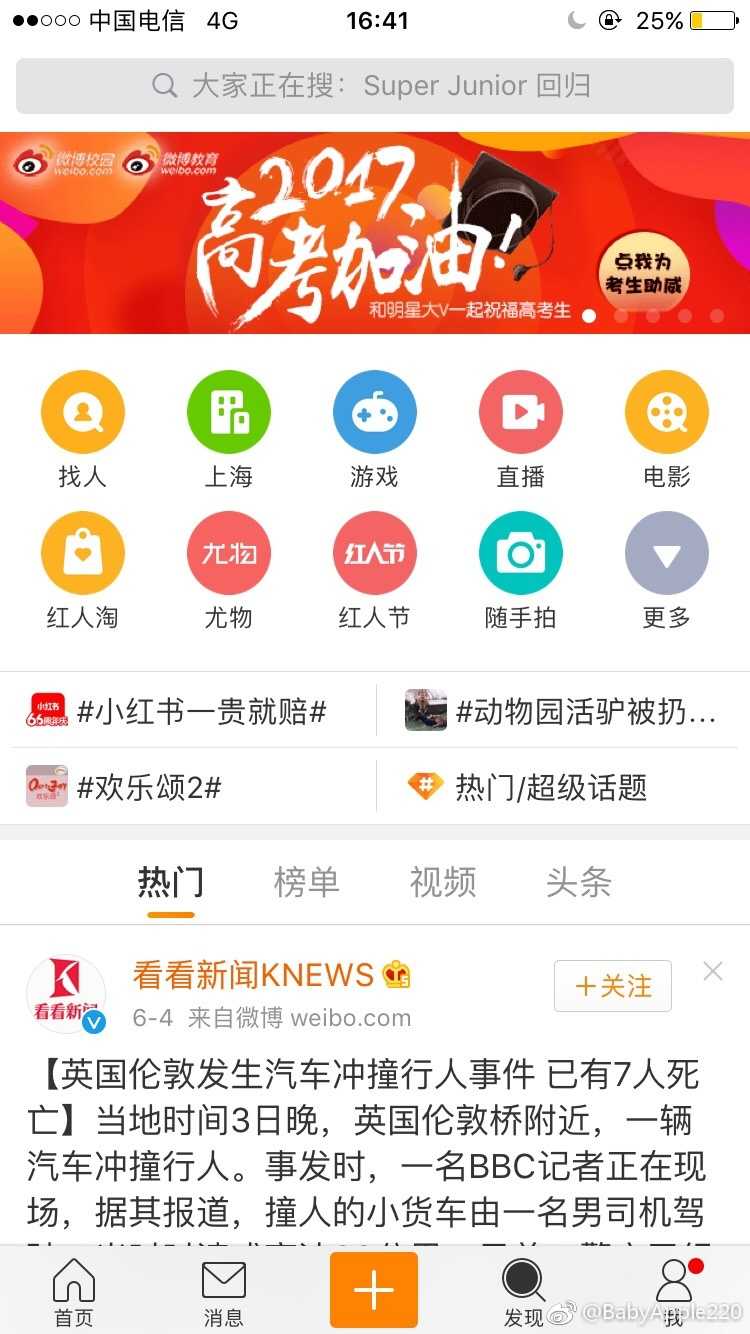 中国电信 4G 16:41 25%
大家正在搜：Super Junior 回归
微博校园 weibo.com 微博教育 weibo.com
2017、
高考加油！
点我为
考生助威
和明星大V一起祝福高考生
找人 上海 游戏 直播 电影
尤物 红人节
红人淘 尤物 红人节 随手拍 更多
小红书
66周年庆
#小红书一贵就赔# #动物园活驴被扔...
欢乐颂
#欢乐颂2# 热门/超级话题
热门 榜单 视频 头条
K
看看新闻
看看新闻KNEWS
+关注
6-4 来自微博 weibo.com
【英国伦敦发生汽车冲撞行人事件 已有7人死
亡】当地时间3日晚，英国伦敦桥附近，一辆
汽车冲撞行人。事发时，一名BBC记者正在现
场，据其报道，撞人的小货车由一名男司机驾
首页 消息 发现 我
@BabyApple220